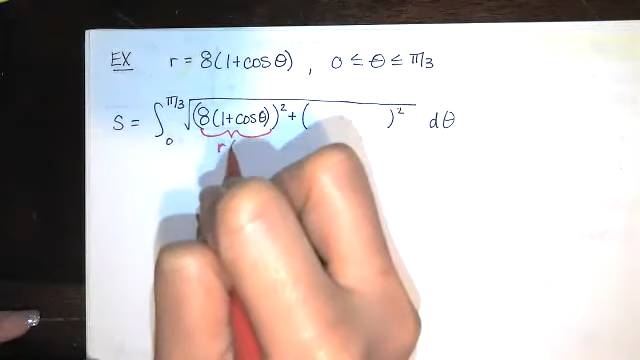 EX r = 8(1+cosθ) , 0 ≤ θ ≤ π/3
S = ∫₀^π/3 √(8(1+cosθ))² + ( )² dθ
r(